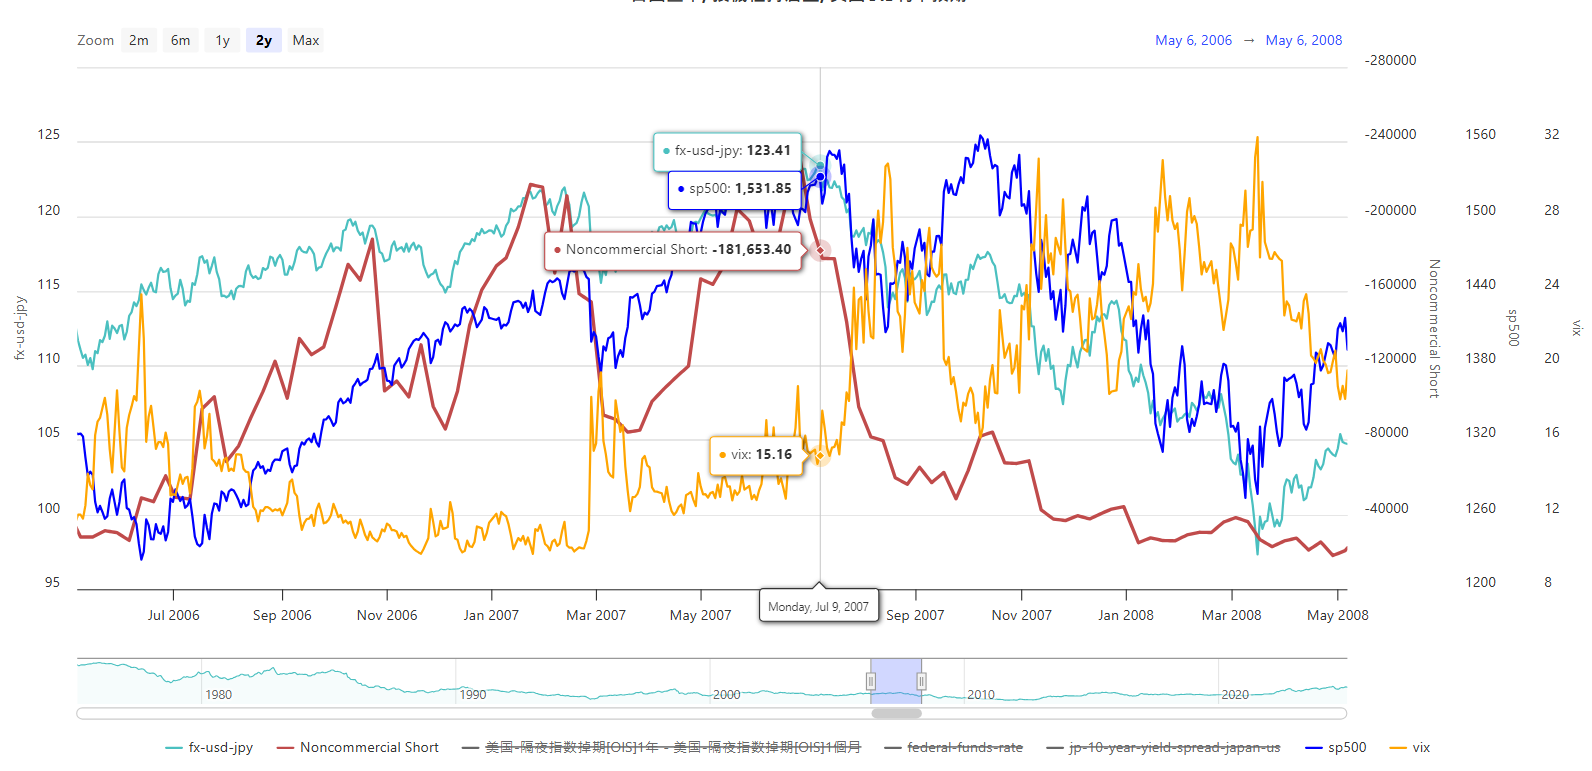 Zoom 2m 6m 1y 2y Max May 6, 2006 → May 6, 2008
-280000
125 -240000 1560 32
fx-usd-jpy: 123.41
sp500: 1,531.85
120 -200000 1500 28
Noncommercial Short: -181,653.40
115 -160000 1440 24
fx-usd-jpy
Noncommercial Short
sp500
vix
110 -120000 1380 20
105 -80000 1320 16
vix: 15.16
100 -40000 1260 12
95 1200 8
Monday, Jul 9, 2007
Jul 2006 Sep 2006 Nov 2006 Jan 2007 Mar 2007 May 2007 Sep 2007 Nov 2007 Jan 2008 Mar 2008 May 2008
1980 1990 2000 2010 2020
fx-usd-jpy Noncommercial Short 美国-隔夜指数掉期[OIS]1年 - 美国-隔夜指数掉期[OIS]1個月 federal-funds-rate jp-10-year-yield-spread-japan-us sp500 vix